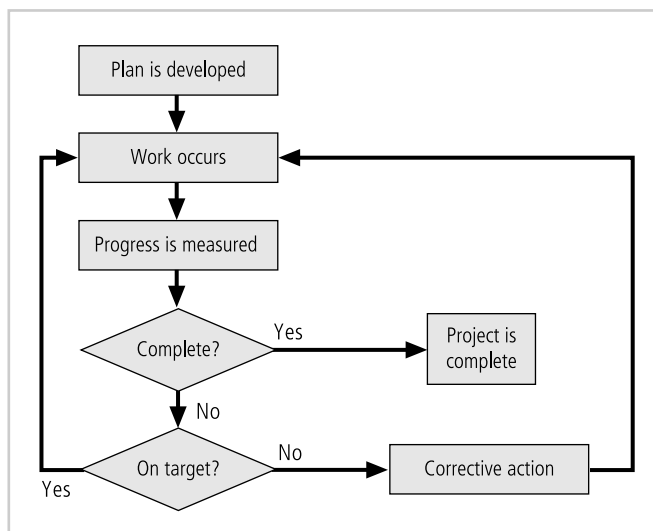 Plan is developed
Work occurs
Progress is measured
Complete?
Yes
Project is
complete
No
On target?
No
Corrective action
Yes